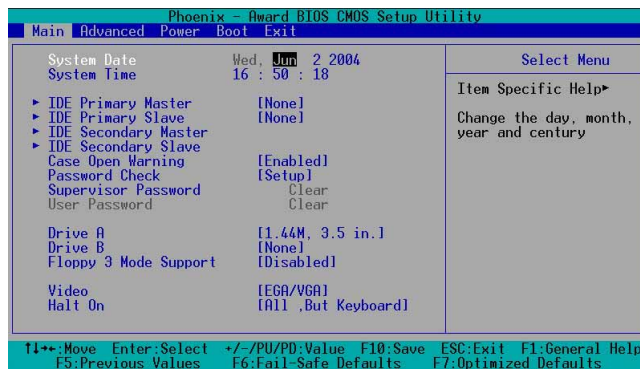 Phoenix - Award BIOS CMOS Setup Utility
Main Advanced Power Boot Exit
System Date Wed, Jun 2 2004
System Time 16 : 50 : 18
IDE Primary Master [None]
IDE Primary Slave [None]
IDE Secondary Master
IDE Secondary Slave
Case Open Warning [Enabled]
Password Check [Setup]
Supervisor Password Clear
User Password Clear
Drive A [1.44M, 3.5 in.]
Drive B [None]
Floppy 3 Mode Support [Disabled]
Video [EGA/VGA]
Halt On [All ,But Keyboard]
Select Menu
Item Specific Help►
Change the day, month,
year and century
↑↓→←:Move Enter:Select +/-/PU/PD:Value F10:Save ESC:Exit F1:General Help
F5:Previous Values F6:Fail-Safe Defaults F7:Optimized Defaults